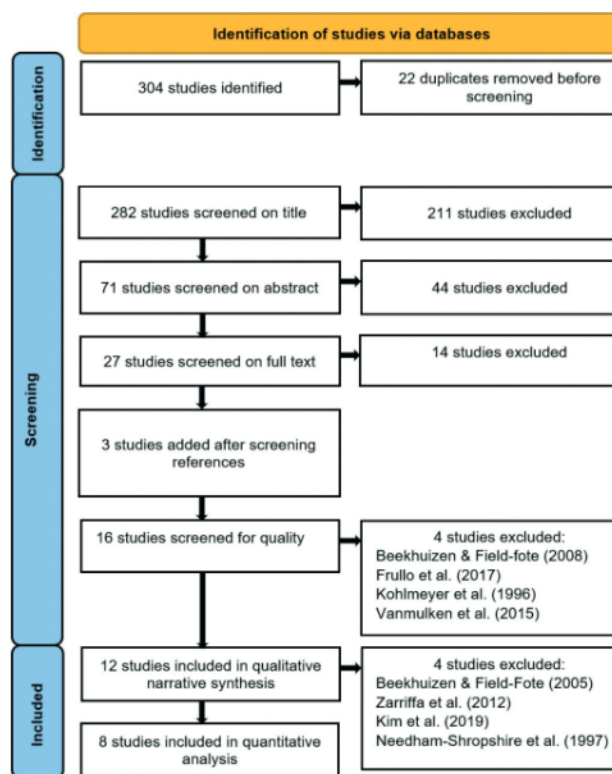 Identification of studies via databases
Identification
304 studies identified
22 duplicates removed before
screening
Screening
282 studies screened on title
211 studies excluded
71 studies screened on abstract
44 studies excluded
27 studies screened on full text
14 studies excluded
3 studies added after screening
references
16 studies screened for quality
4 studies excluded:
Beekhuizen & Field-fote (2008)
Frullo et al. (2017)
Kohlmeyer et al. (1996)
Vanmulken et al. (2015)
Included
12 studies included in qualitative
narrative synthesis
4 studies excluded:
Beekhuizen & Field-Fote (2005)
Zarriffa et al. (2012)
Kim et al. (2019)
Needham-Shropshire et al. (1997)
8 studies included in quantitative
analysis